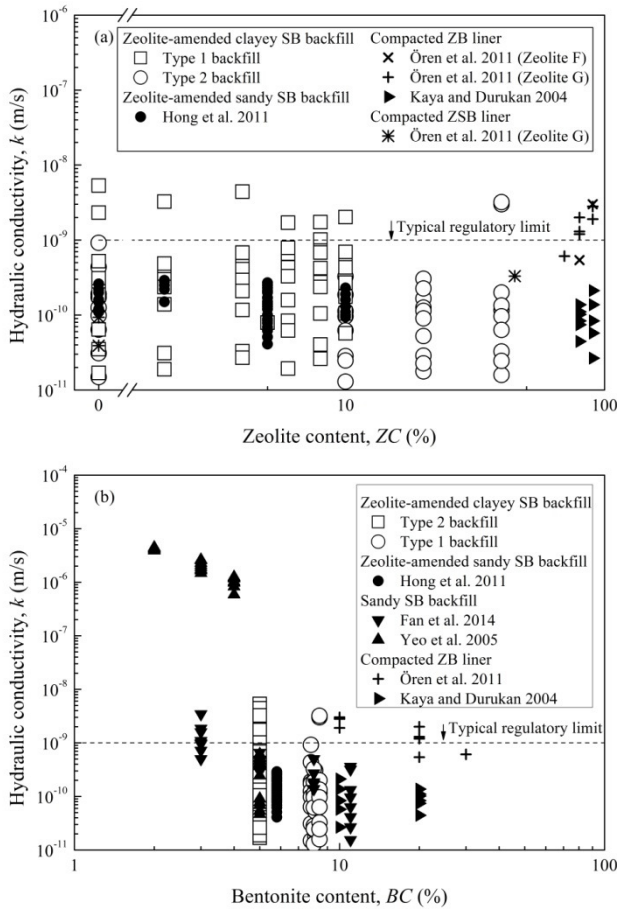 (a)
Zeolite-amended clayey SB backfill
Type 1 backfill
Type 2 backfill
Zeolite-amended sandy SB backfill
Hong et al. 2011
Compacted ZB liner
Ören et al. 2011 (Zeolite F)
Ören et al. 2011 (Zeolite G)
Kaya and Durukan 2004
Compacted ZSB liner
Ören et al. 2011 (Zeolite G)
Typical regulatory limit
Hydraulic conductivity, k (m/s)
10⁻⁶
10⁻⁷
10⁻⁸
10⁻⁹
10⁻¹⁰
10⁻¹¹
0
10
100
Zeolite content, ZC (%)
(b)
Zeolite-amended clayey SB backfill
Type 2 backfill
Type 1 backfill
Zeolite-amended sandy SB backfill
Hong et al. 2011
Sandy SB backfill
Fan et al. 2014
Yeo et al. 2005
Compacted ZB liner
Ören et al. 2011
Kaya and Durukan 2004
Typical regulatory limit
Hydraulic conductivity, k (m/s)
10⁻⁴
10⁻⁵
10⁻⁶
10⁻⁷
10⁻⁸
10⁻⁹
10⁻¹⁰
10⁻¹¹
1
10
100
Bentonite content, BC (%)